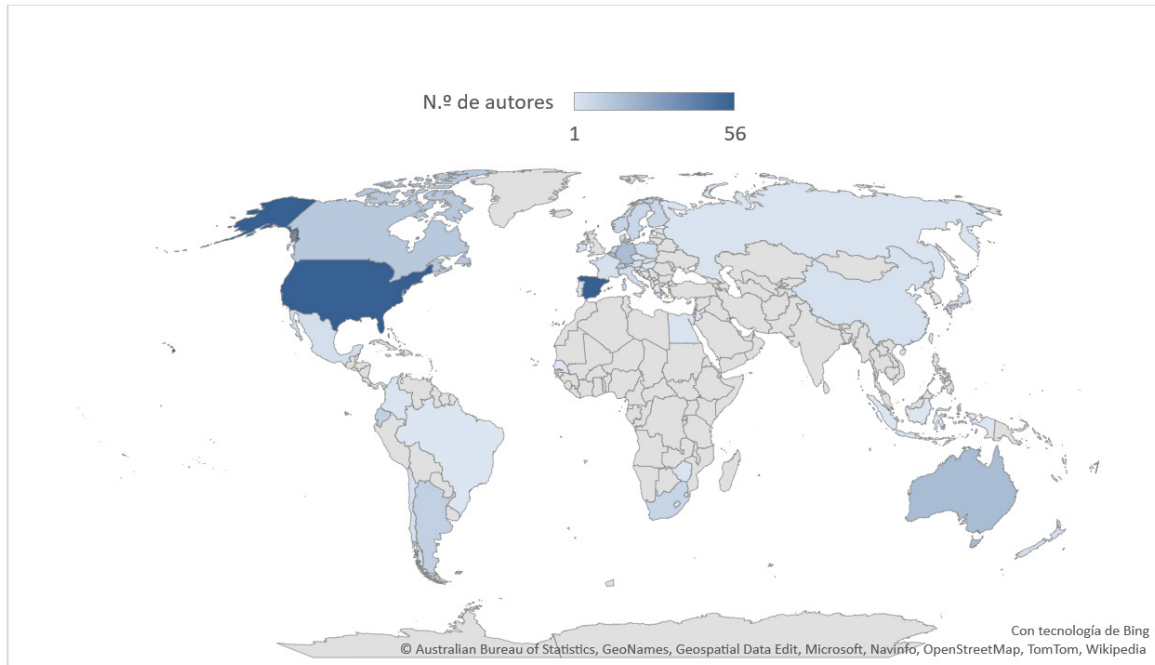 N.º de autores
1 56
Con tecnología de Bing
© Australian Bureau of Statistics, GeoNames, Geospatial Data Edit, Microsoft, Navinfo, OpenStreetMap, TomTom, Wikipedia